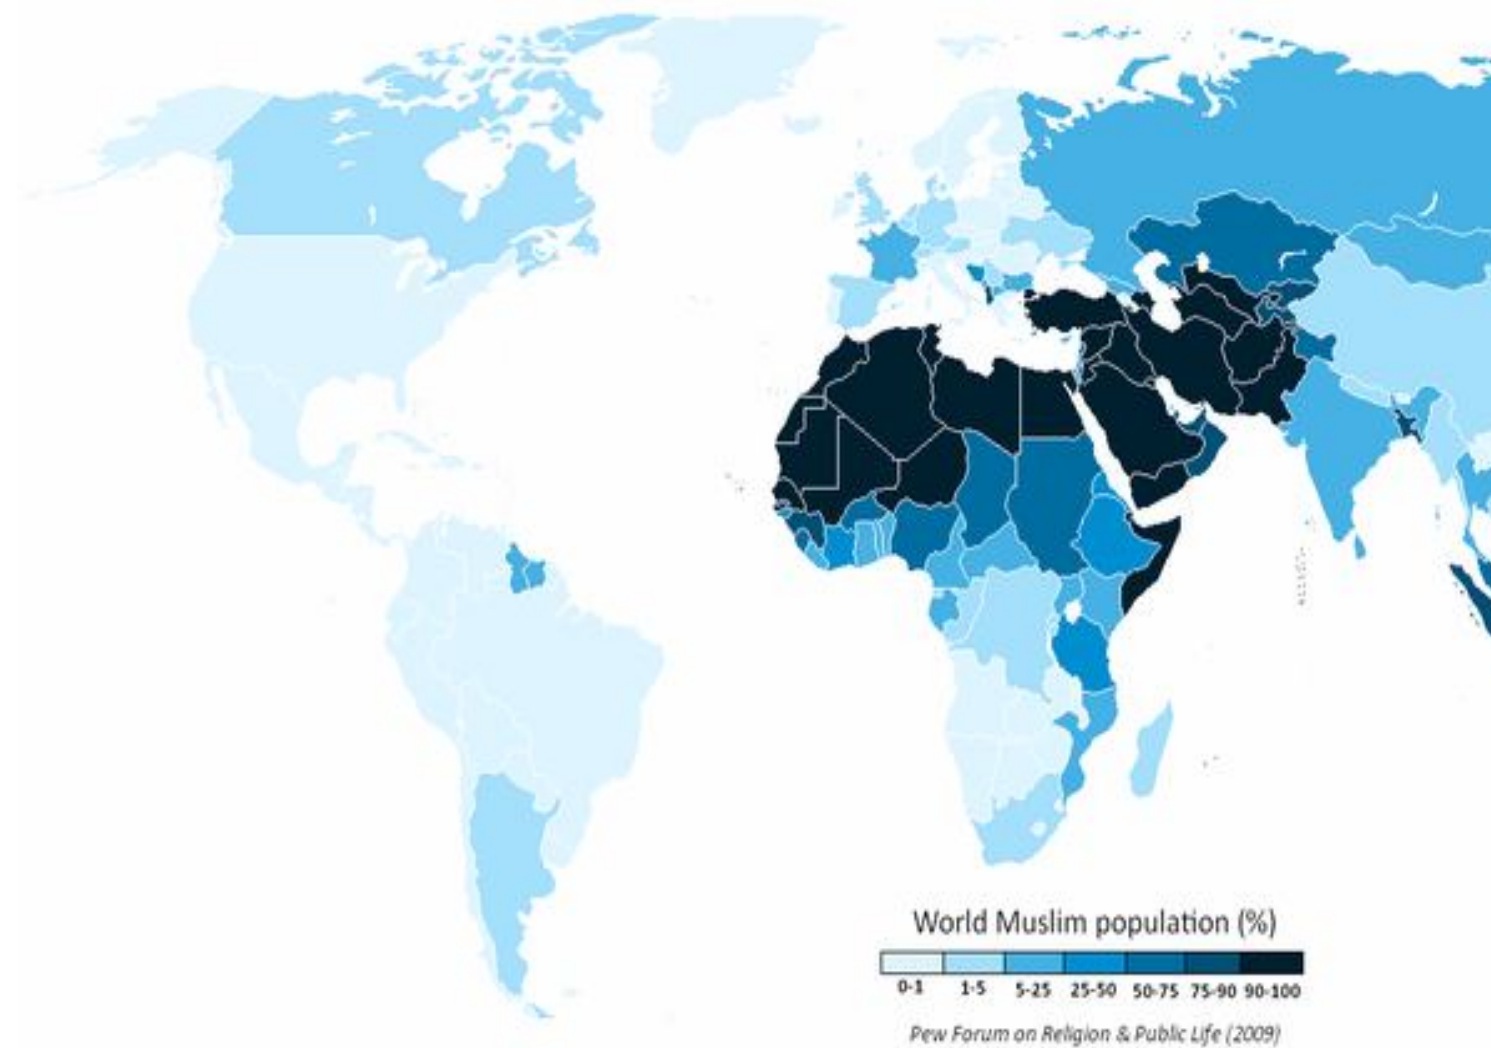 World Muslim population (%)
0-1 1-5 5-25 25-50 50-75 75-90 90-100
Pew Forum on Religion & Public Life (2009)